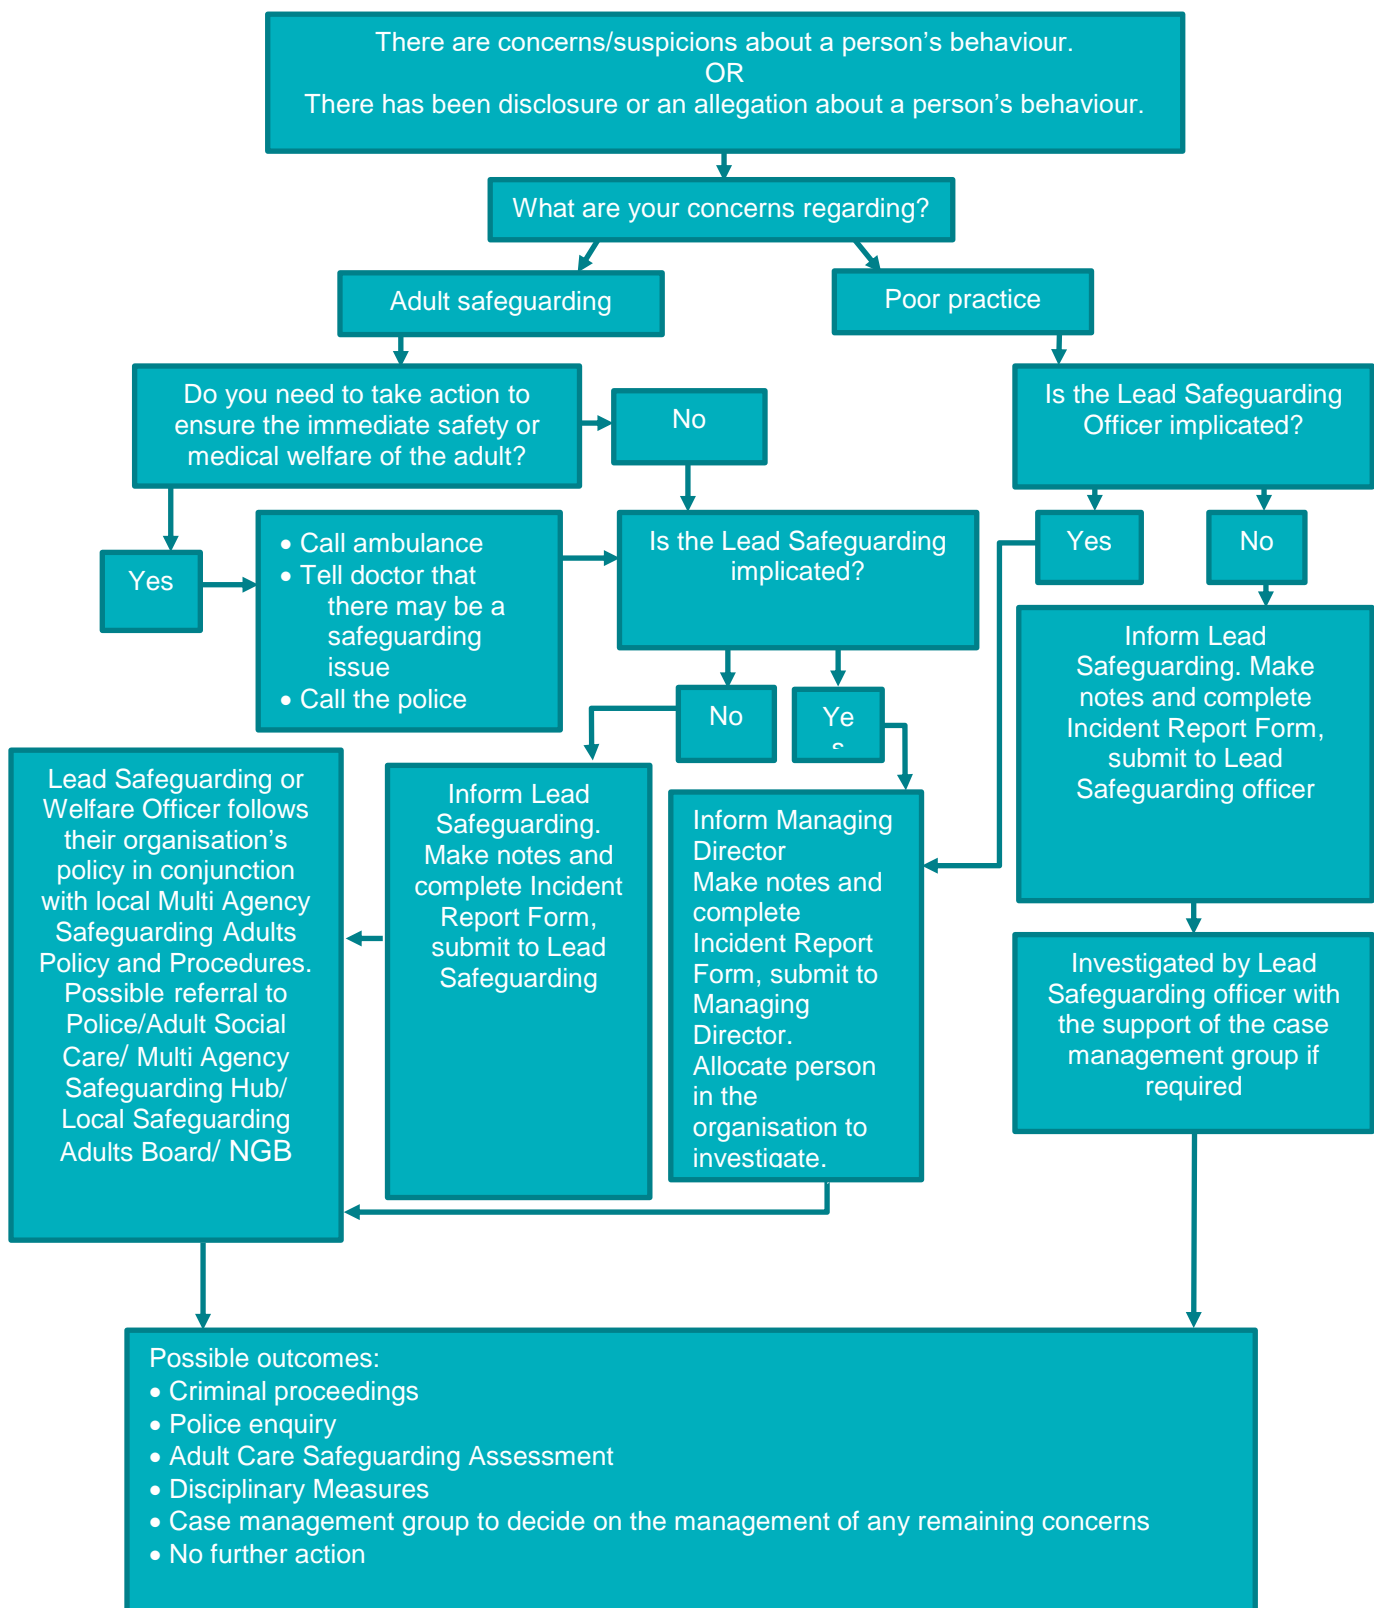 There are concerns/suspicions about a person’s behaviour.
OR
There has been disclosure or an allegation about a person’s behaviour.
What are your concerns regarding?
Adult safeguarding
Poor practice
Do you need to take action to
ensure the immediate safety or
medical welfare of the adult?
No
Is the Lead Safeguarding
Officer implicated?
Yes
• Call ambulance
• Tell doctor that
there may be a
safeguarding
issue
• Call the police
Is the Lead Safeguarding
implicated?
Yes
No
No
Yes
Inform Lead
Safeguarding. Make
notes and complete
Incident Report Form,
submit to Lead
Safeguarding officer
Lead Safeguarding or
Welfare Officer follows
their organisation’s
policy in conjunction
with local Multi Agency
Safeguarding Adults
Policy and Procedures.
Possible referral to
Police/Adult Social
Care/ Multi Agency
Safeguarding Hub/
Local Safeguarding
Adults Board/ NGB
Inform Lead
Safeguarding.
Make notes and
complete Incident
Report Form,
submit to Lead
Safeguarding
Inform Managing
Director
Make notes and
complete
Incident Report
Form, submit to
Managing
Director.
Allocate person
in the
organisation to
investigate.
Investigated by Lead
Safeguarding officer with
the support of the case
management group if
required
Possible outcomes:
• Criminal proceedings
• Police enquiry
• Adult Care Safeguarding Assessment
• Disciplinary Measures
• Case management group to decide on the management of any remaining concerns
• No further action